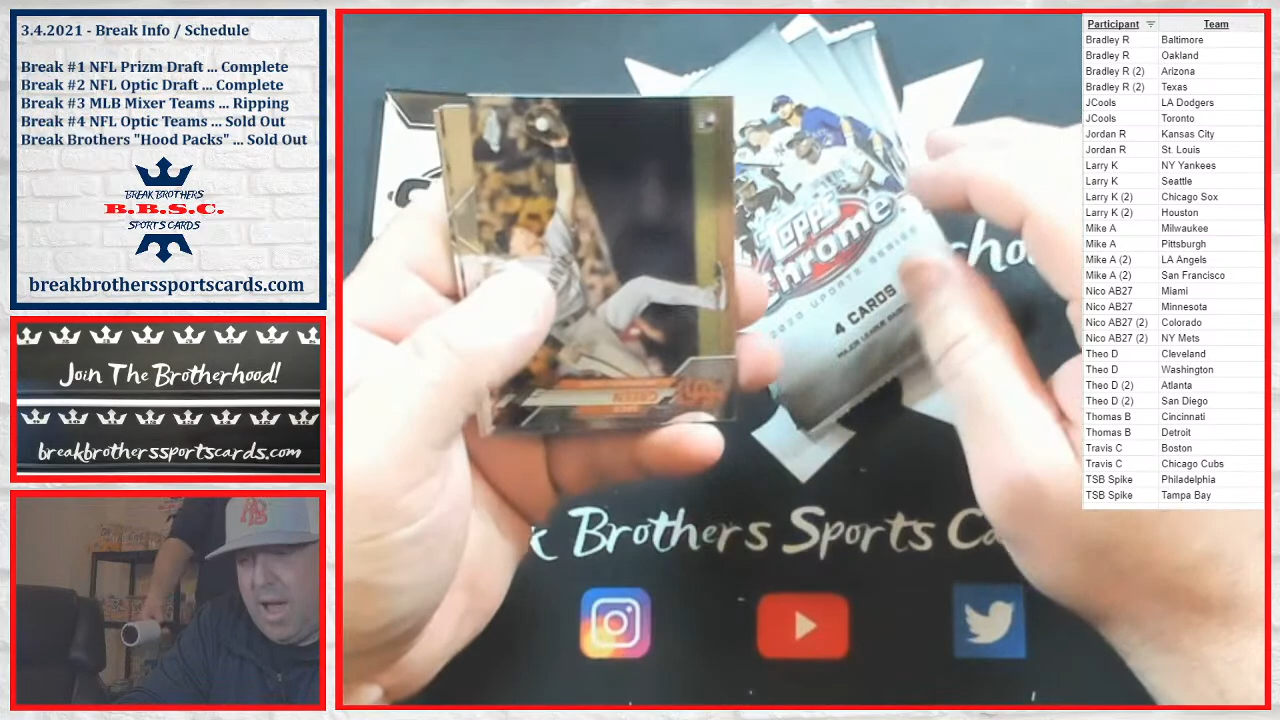 3.4.2021 - Break Info / Schedule
Break #1 NFL Prizm Draft ... Complete
Break #2 NFL Optic Draft ... Complete
Break #3 MLB Mixer Teams ... Ripping
Break #4 NFL Optic Teams ... Sold Out
Break Brothers "Hood Packs" ... Sold Out
BREAK BROTHERS
B.B.S.C.
SPORTS CARDS
breakbrotherssportscards.com
Join The Brotherhood!
breakbrotherssportscards.com
Participant Team
Bradley R Baltimore
Bradley R Oakland
Bradley R (2) Arizona
Bradley R (2) Texas
JCools LA Dodgers
JCools Toronto
Jordan R Kansas City
Jordan R St. Louis
Larry K NY Yankees
Larry K Seattle
Larry K (2) Chicago Sox
Larry K (2) Houston
Mike A Milwaukee
Mike A Pittsburgh
Mike A (2) LA Angels
Mike A (2) San Francisco
Nico AB27 Miami
Nico AB27 Minnesota
Nico AB27 (2) Colorado
Nico AB27 (2) NY Mets
Theo D Cleveland
Theo D Washington
Theo D (2) Atlanta
Theo D (2) San Diego
Thomas B Cincinnati
Thomas B Detroit
Travis C Boston
Travis C Chicago Cubs
TSB Spike Philadelphia
TSB Spike Tampa Bay
Topps
Chrome
2020 UPDATE SERIES
4 CARDS
GREEN
k Brothers Sports Ca